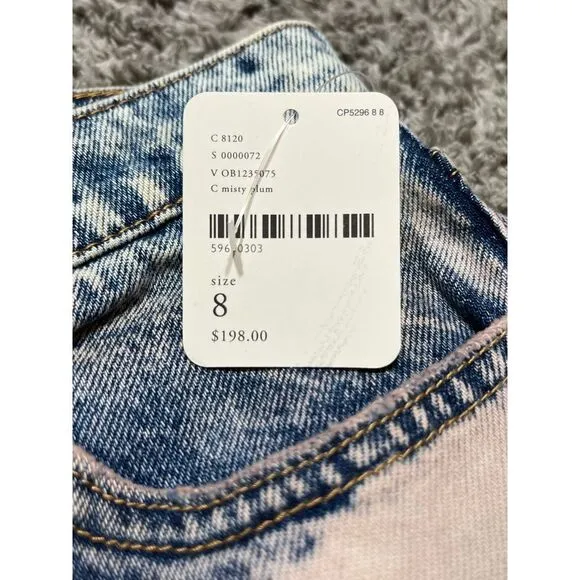 CP5296 8 8
C 8120
S 0000072
V OB1235075
C misty plum
596 0303
size
8
$198.00